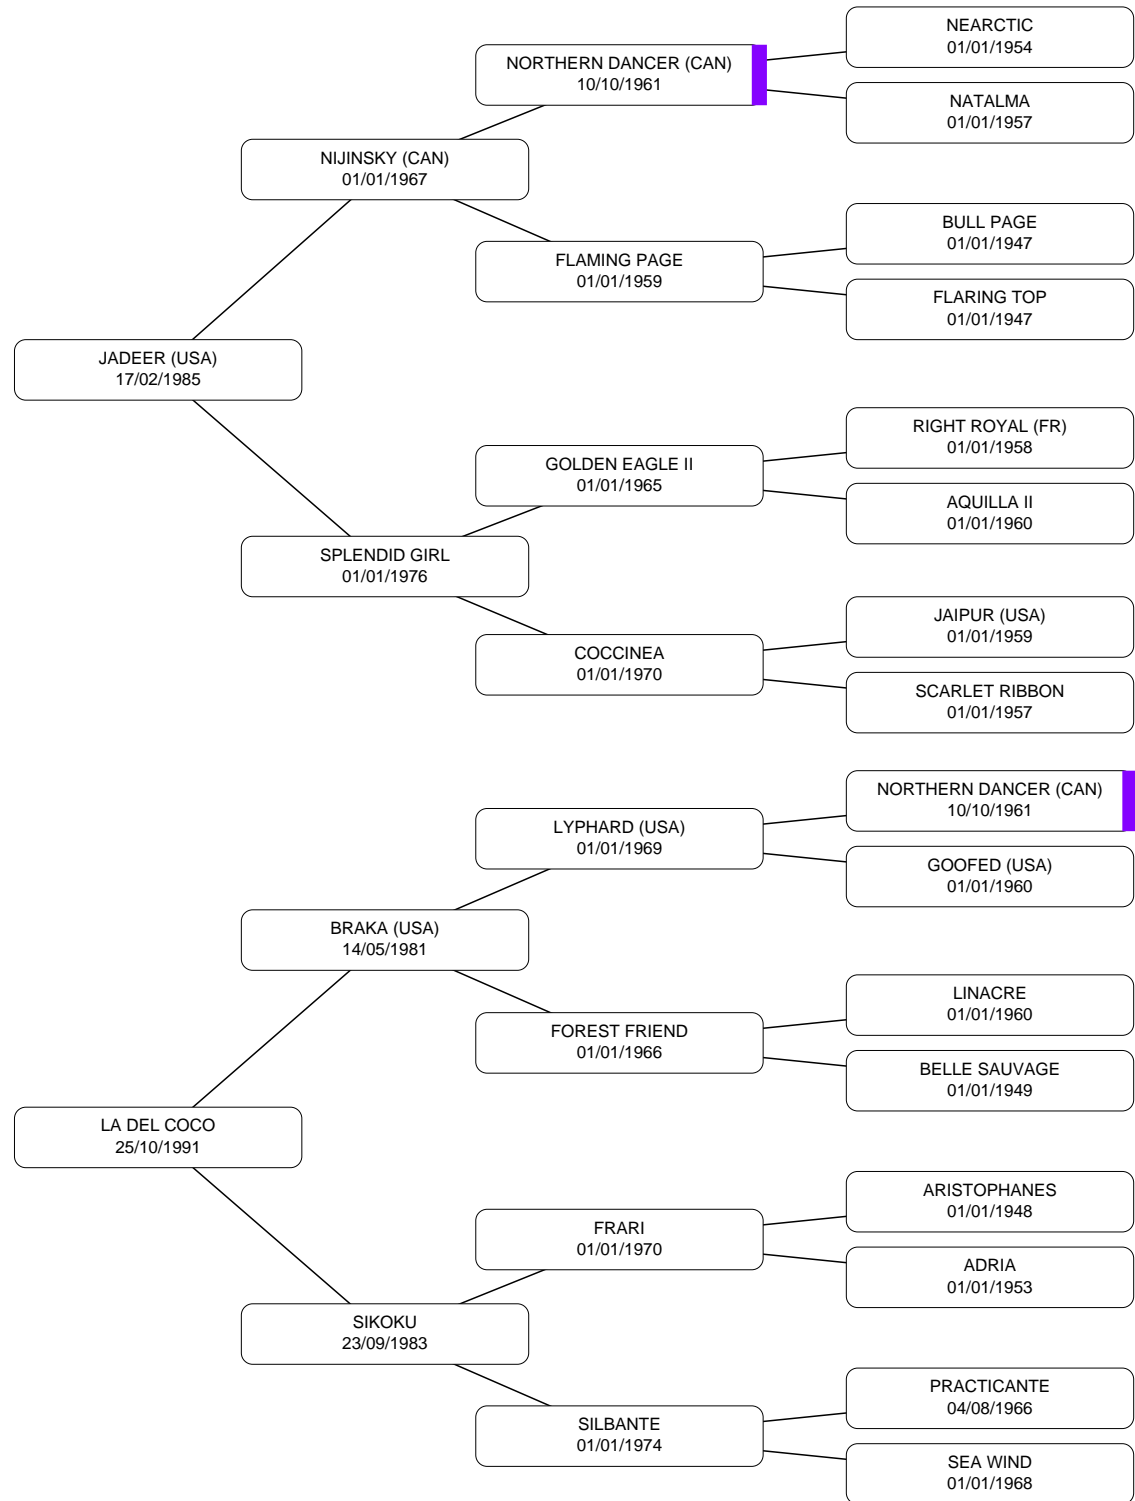 NEARCTIC
01/01/1954
NORTHERN DANCER (CAN)
10/10/1961
NATALMA
01/01/1957
NIJINSKY (CAN)
01/01/1967
BULL PAGE
01/01/1947
FLAMING PAGE
01/01/1959
FLARING TOP
01/01/1947
JADEER (USA)
17/02/1985
RIGHT ROYAL (FR)
01/01/1958
GOLDEN EAGLE II
01/01/1965
AQUILLA II
01/01/1960
SPLENDID GIRL
01/01/1976
JAIPUR (USA)
01/01/1959
COCCINEA
01/01/1970
SCARLET RIBBON
01/01/1957
NORTHERN DANCER (CAN)
10/10/1961
LYPHARD (USA)
01/01/1969
GOOFED (USA)
01/01/1960
BRAKA (USA)
14/05/1981
LINACRE
01/01/1960
FOREST FRIEND
01/01/1966
BELLE SAUVAGE
01/01/1949
LA DEL COCO
25/10/1991
ARISTOPHANES
01/01/1948
FRARI
01/01/1970
ADRIA
01/01/1953
SIKOKU
23/09/1983
PRACTICANTE
04/08/1966
SILBANTE
01/01/1974
SEA WIND
01/01/1968